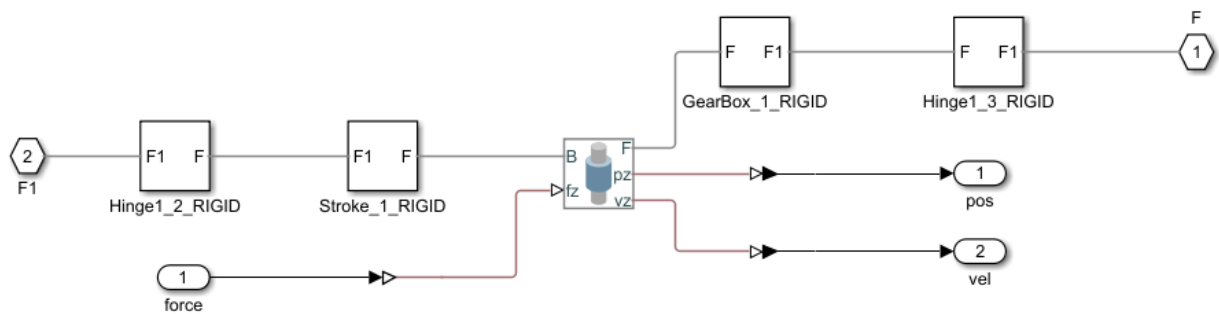 F
1
F
F1
F
F1
GearBox_1_RIGID
Hinge1_3_RIGID
2
F1
F1
F
F1
F
Hinge1_2_RIGID
Stroke_1_RIGID
B
F
fz
pz
vz
1
pos
2
vel
1
force